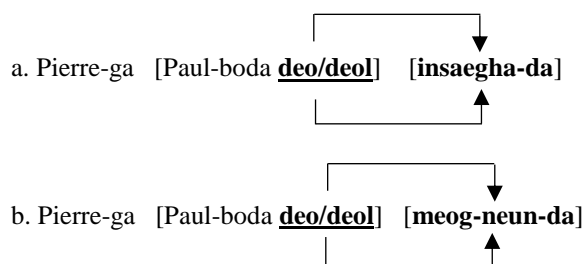 a. Pierre-ga [Paul-boda deo/deol] [insaegha-da]
b. Pierre-ga [Paul-boda deo/deol] [meog-neun-da]